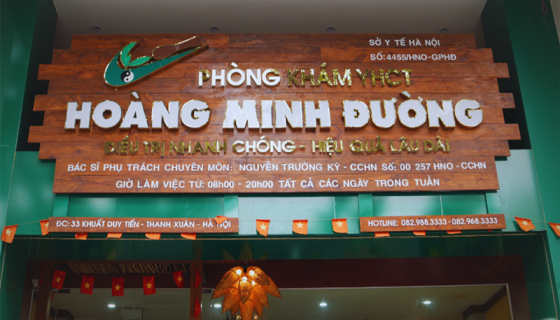 SỞ Y TẾ HÀ NỘI
SỐ: 4455/HNO-GPHĐ
PHÒNG KHÁM YHCT
HOÀNG MINH ĐƯỜNG
ĐIỀU TRỊ NHANH CHÓNG - HIỆU QUẢ LÂU DÀI
BÁC SĨ PHỤ TRÁCH CHUYÊN MÔN: NGUYỄN TRƯỜNG KỲ - CCHN SỐ: 00 257 HNO - CCHN
GIỜ LÀM VIỆC TỪ: 08h00 - 20h00 TẤT CẢ CÁC NGÀY TRONG TUẦN
ĐC: 33 KHUẤT DUY TIẾN - THANH XUÂN - HÀ NỘI
HOTLINE: 082.968.3333 - 082.968.3333